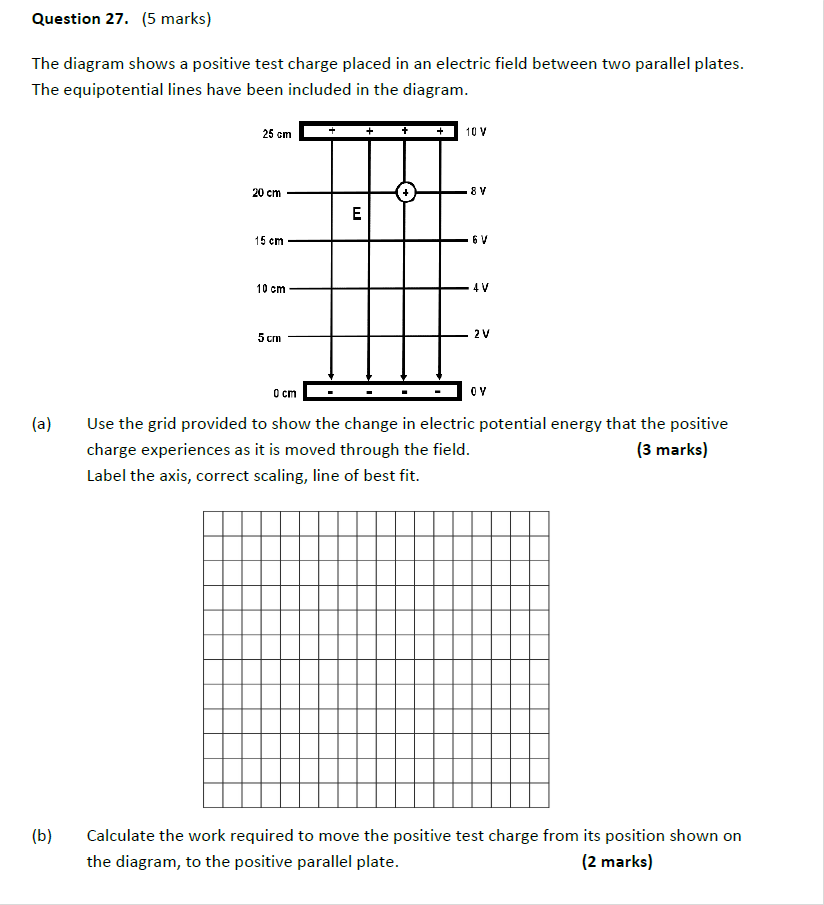 Question 27. (5 marks)
The diagram shows a positive test charge placed in an electric field between two parallel plates.
The equipotential lines have been included in the diagram.
25 cm + + + + 10 V
20 cm + 8 V
E
15 cm 6 V
10 cm 4 V
5 cm 2 V
0 cm - - - - 0 V
(a) Use the grid provided to show the change in electric potential energy that the positive
charge experiences as it is moved through the field. (3 marks)
Label the axis, correct scaling, line of best fit.
(b) Calculate the work required to move the positive test charge from its position shown on
the diagram, to the positive parallel plate. (2 marks)